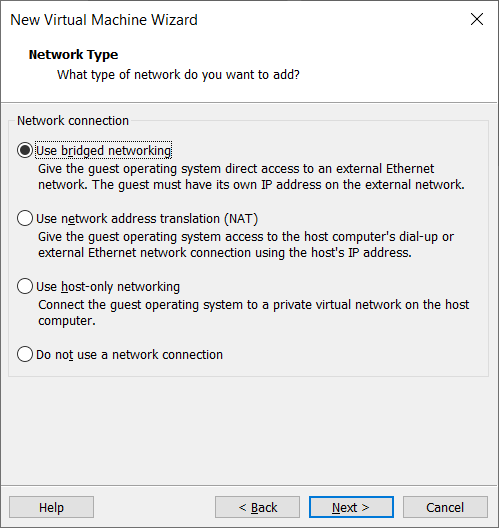 New Virtual Machine Wizard
Network Type
What type of network do you want to add?
Network connection
Use bridged networking
Give the guest operating system direct access to an external Ethernet
network. The guest must have its own IP address on the external network.
Use network address translation (NAT)
Give the guest operating system access to the host computer's dial-up or
external Ethernet network connection using the host's IP address.
Use host-only networking
Connect the guest operating system to a private virtual network on the host
computer.
Do not use a network connection
Help
< Back
Next >
Cancel